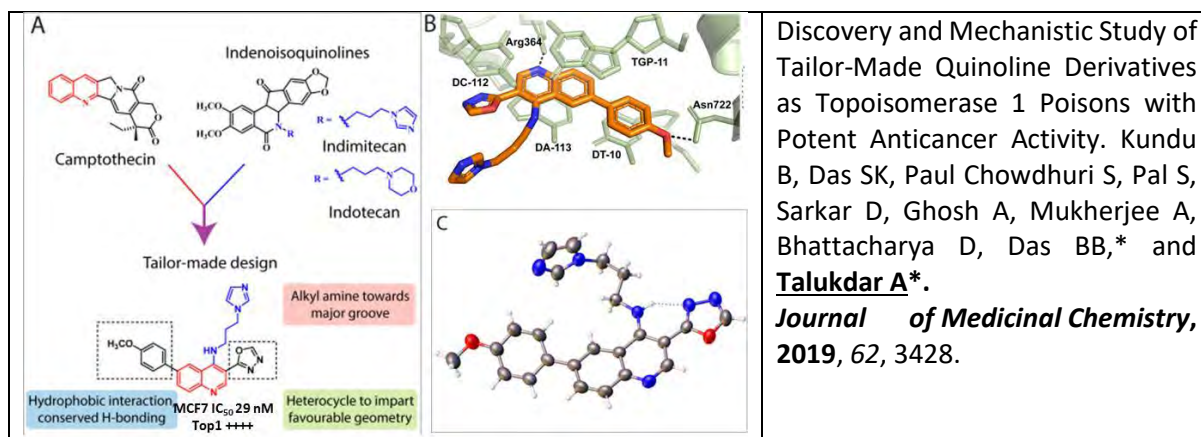 A
Indenoisoquinolines
Camptothecin
H₃CO
H₃CO
O
O
O
O
N
R
N
N
O
O
HO
R =
N
N
Indimitecan
R =
N
O
Indotecan
Tailor-made design
Alkyl amine towards
major groove
N
N
H₃CO
HN
O
N
N
N
Hydrophobic interaction
conserved H-bonding
MCF7 IC₅₀ 29 nM
Top1 ++++
Heterocycle to impart
favourable geometry
B
Arg364
TGP-11
DC-112
Asn722
DA-113
DT-10
C
Discovery and Mechanistic Study of
Tailor-Made Quinoline Derivatives
as Topoisomerase 1 Poisons with
Potent Anticancer Activity. Kundu
B, Das SK, Paul Chowdhuri S, Pal S,
Sarkar D, Ghosh A, Mukherjee A,
Bhattacharya D, Das BB,* and
Talukdar A*.
Journal of Medicinal Chemistry,
2019, 62, 3428.